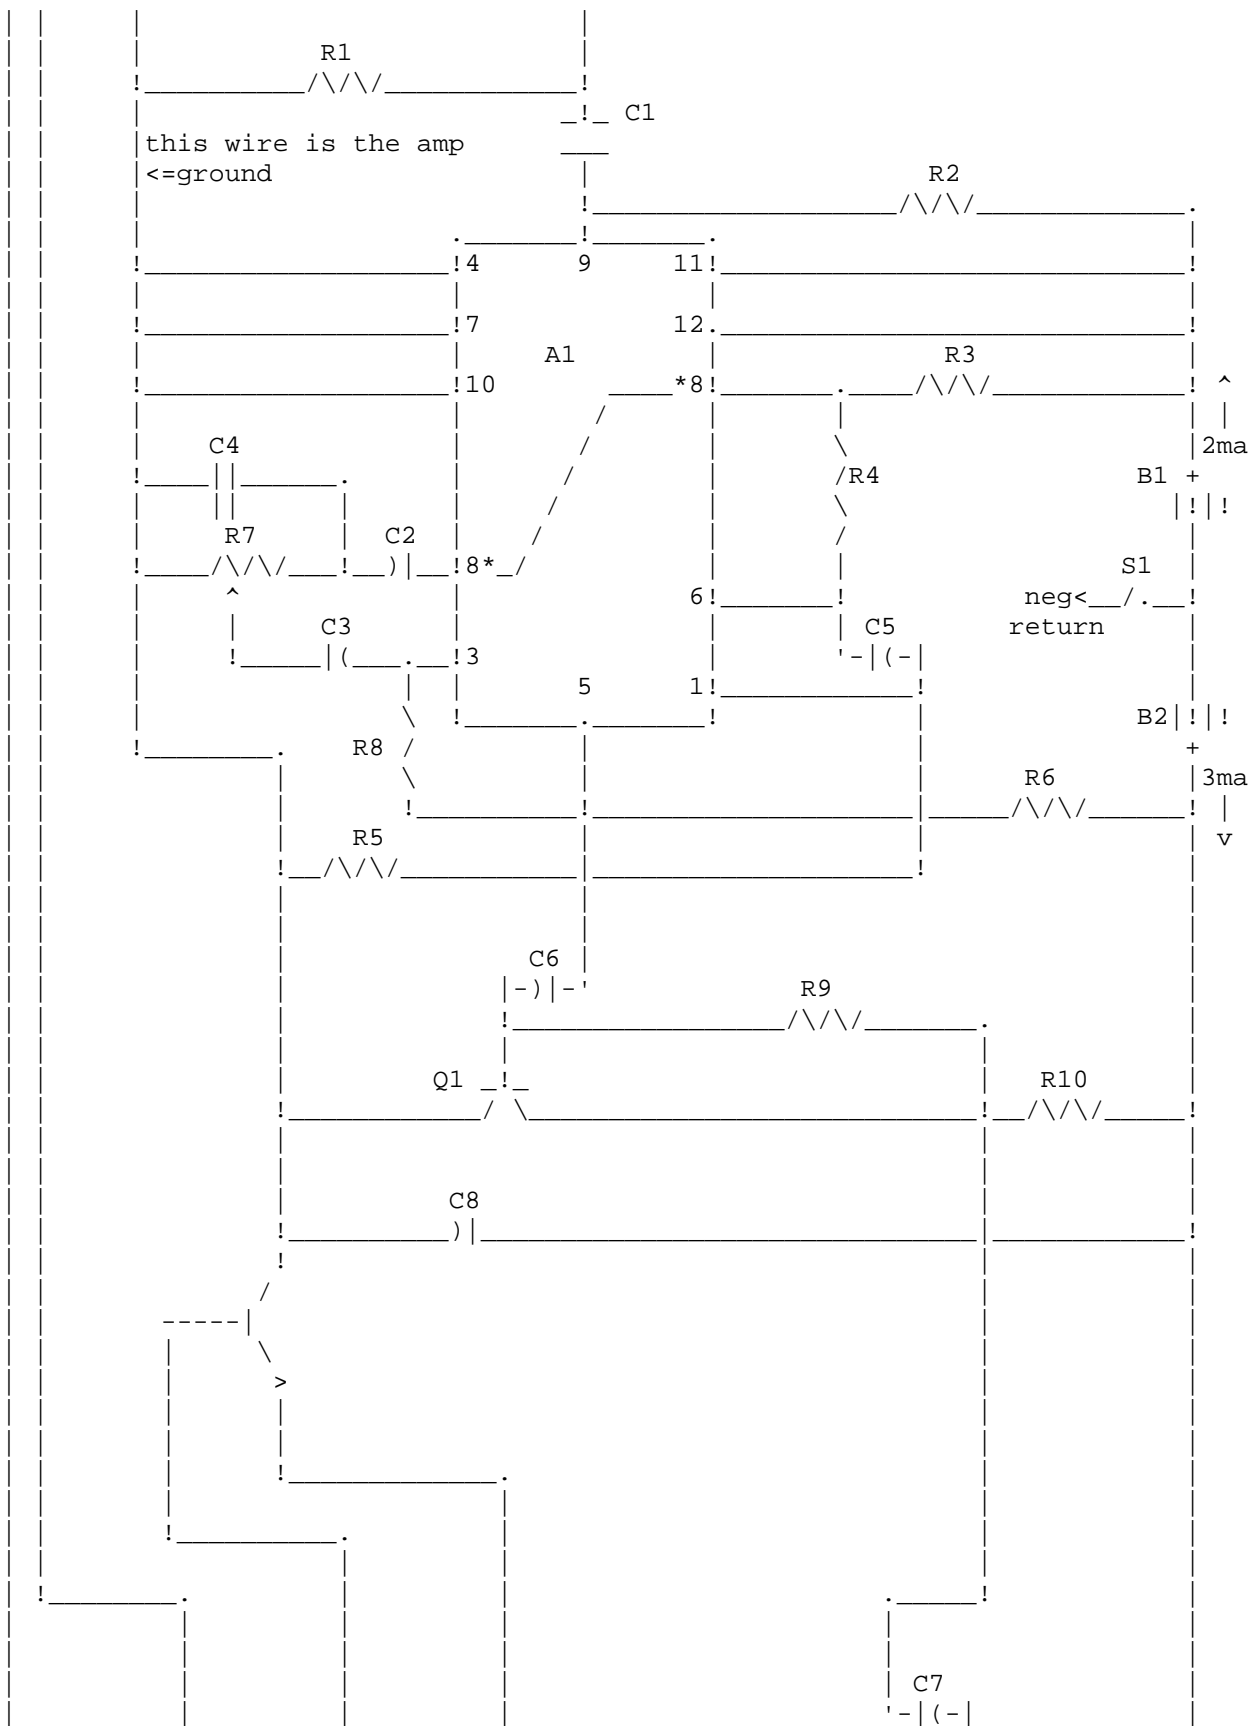 R1
C1
this wire is the amp
<=ground
R2
4 9 11
7 12
A1 R3
10 *8
C4 2ma
R4 B1 +
R7 C2
8* S1
6 neg<
C3 C5 return
3
5 1
B2
R8 +
R6 3ma
R5
C6
R9
Q1 R10
C8
C7